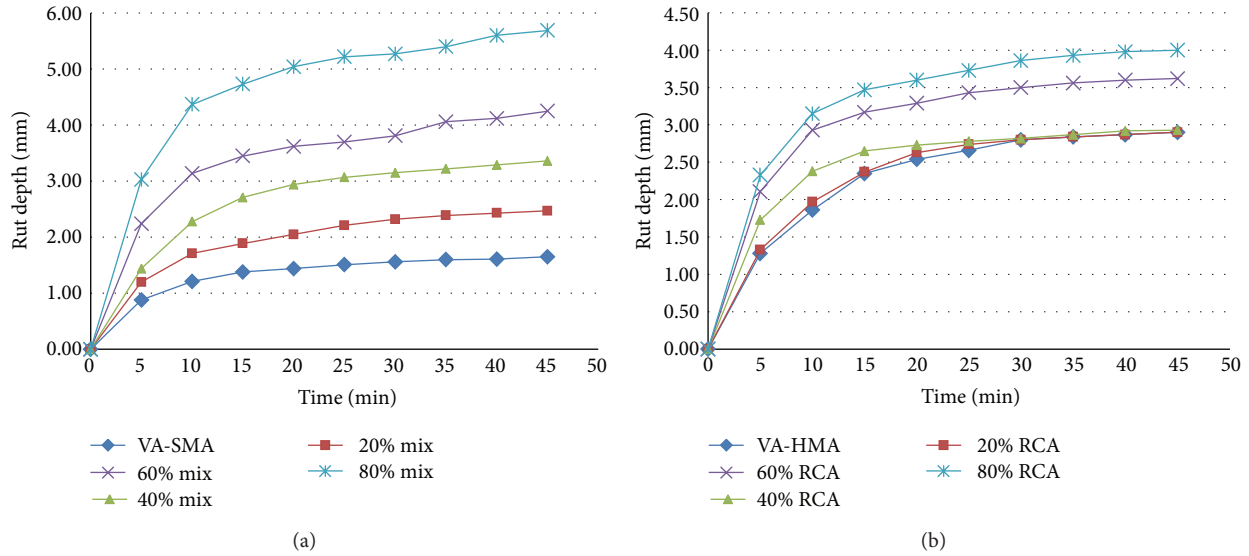 6.00
5.00
4.00
3.00
2.00
1.00
0.00
Rut depth (mm)
0 5 10 15 20 25 30 35 40 45 50
Time (min)
VA-SMA
20% mix
60% mix
80% mix
40% mix
(a)
4.50
4.00
3.50
3.00
2.50
2.00
1.50
1.00
0.50
0.00
Rut depth (mm)
0 5 10 15 20 25 30 35 40 45 50
Time (min)
VA-HMA
20% RCA
60% RCA
80% RCA
40% RCA
(b)